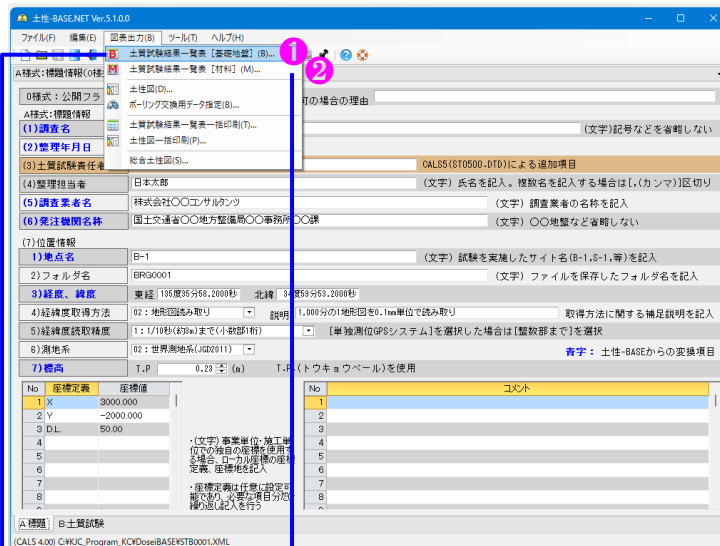 土性-BASE.NET Ver.5.1.0.0
ファイル(F) 編集(E) 図表出力(B) ツール(T) ヘルプ(H)
B 土質試験結果一覧表 [基礎地盤] (B)... 1
M 土質試験結果一覧表 [材料] (M)... 2
土性図(D)...
ボーリング交換用データ指定(B)...
土質試験結果一覧表一括印刷(T)...
土性図一括印刷(P)...
総合土性図(S)...
A様式:標題情報(0様
0様式:公開フラ 可の場合の理由
A様式:標題情報
(1)調査名 (文字)記号などを省略しない
(2)整理年月日
(3)土質試験責任者 CALS5(ST0500.DTD)による追加項目
(4)整理担当者 日本太郎 (文字) 氏名を記入。複数名を記入する場合は[,(カンマ)]区切り
(5)調査業者名 株式会社〇〇コンサルタンツ (文字) 調査業者の名称を記入
(6)発注機関名称 国土交通省〇〇地方整備局〇〇事務所〇〇課 (文字) 〇〇地整など省略しない
(7)位置情報
1)地点名 B-1 (文字) 試験を実施したサイト名(B-1,S-1,等)を記入
2)フォルダ名 BRG0001 (文字) ファイルを保存したフォルダ名を記入
3)経度、緯度 東経 135度35分58.2000秒 北緯 34度59分53.2000秒
4)経緯度取得方法 02:地形図読み取り 説明 1,000分の1地形図を0.1mm単位で読み取り 取得方法に関する補足説明を記入
5)経緯度読取精度 1:1/10秒(約3m)まで(小数部1桁) [単独測位GPSシステム]を選択した場合は[整数部まで]を選択
6)測地系 02:世界測地系(JGD2011) 青字: 土性-BASEからの変換項目
7)標高 T.P 0.23 (m) T.P.(トウキョウペール)を使用
No 座標定義 座標値
1 X 3000.000
2 Y -2000.000
3 D.L. 50.00
4
5
6
7
8
・(文字)事業単位・施工単
位での独自の座標を使用す
る場合、ローカル座標の座標
定義、座標地を記入
・座標定義は任意に設定可
能であり、必要な項目分だけ
繰り返し記入を行う
No コメント
1
2
3
4
5
6
7
8
A:標題 B:土質試験
(CALS 4.00) C:¥KJC_Program_KC¥DoseiBASE¥STB0001.XML